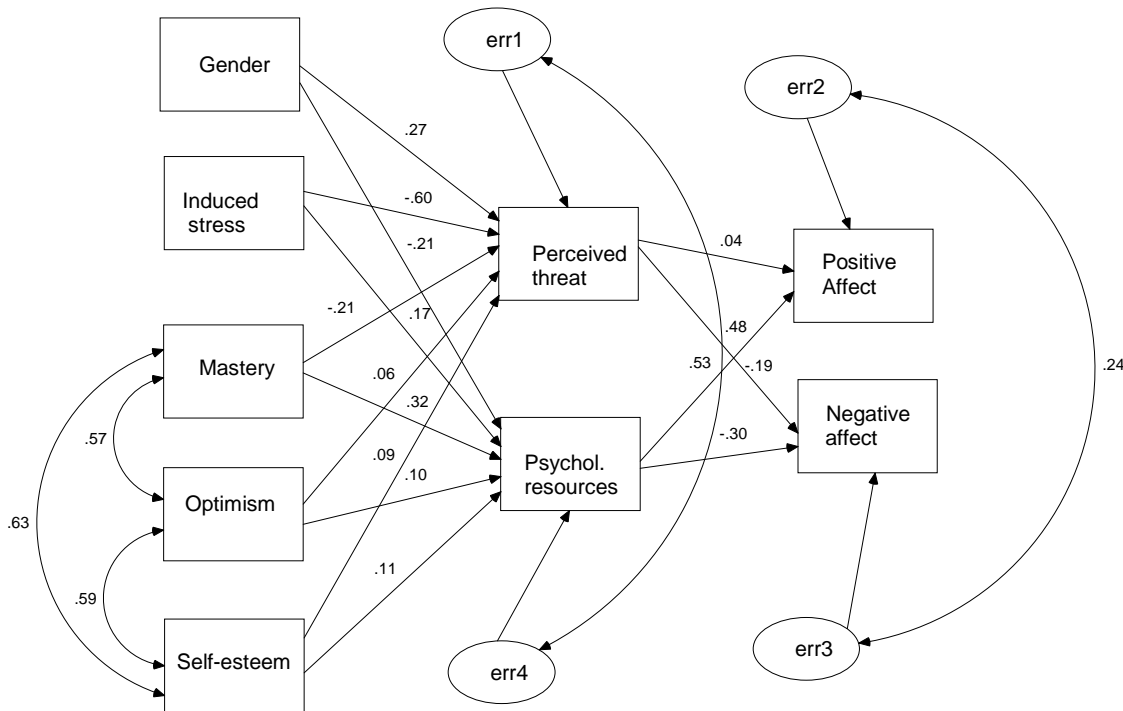 Gender
err1
err2
.27
Induced
stress
-.60
-.21
Perceived
threat
.04
Positive
Affect
Mastery
-.21
.17
.48
.53
-.19
.24
.06
.32
Negative
affect
.57
-.30
.09
Psychol.
resources
.10
Optimism
.63
.11
.59
Self-esteem
err4
err3